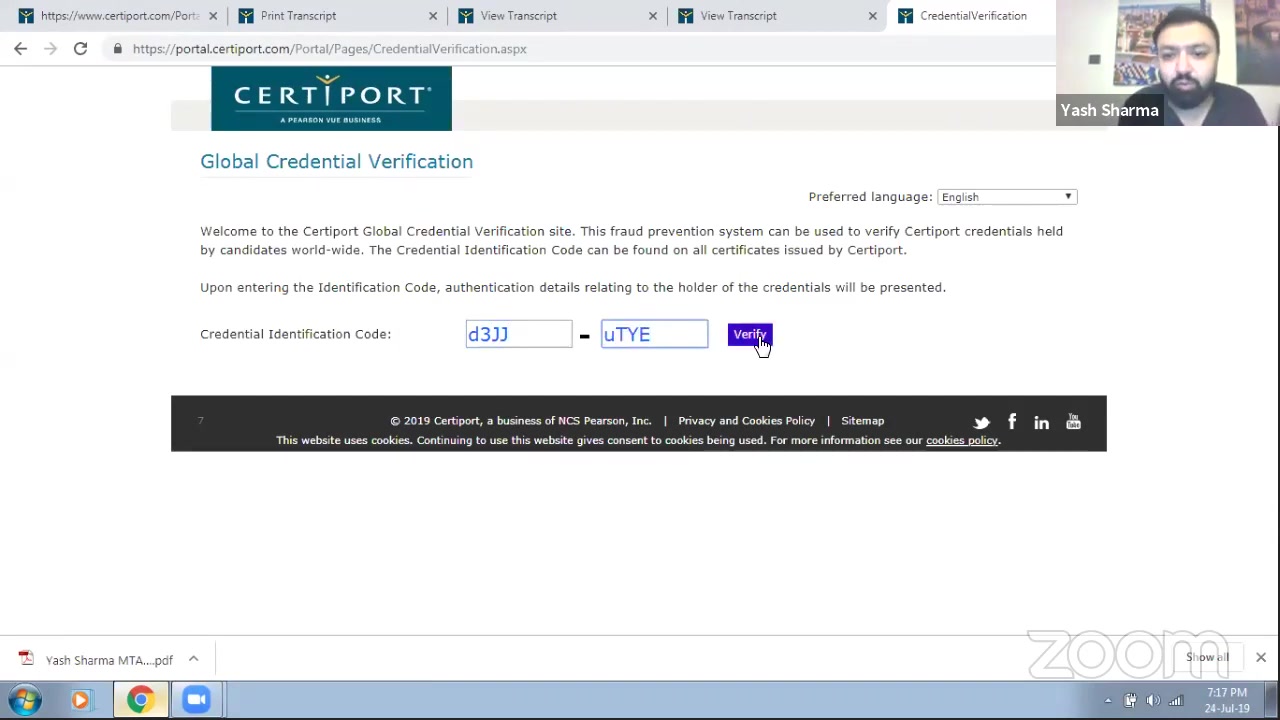 https://www.certiport.com/Porta
Print Transcript
View Transcript
View Transcript
CredentialVerification
https://portal.certiport.com/Portal/Pages/CredentialVerification.aspx
Yash Sharma
CERTIPORT
A PEARSON VUE BUSINESS
Global Credential Verification
Preferred language: English
Welcome to the Certiport Global Credential Verification site. This fraud prevention system can be used to verify Certiport credentials held
by candidates world-wide. The Credential Identification Code can be found on all certificates issued by Certiport.
Upon entering the Identification Code, authentication details relating to the holder of the credentials will be presented.
Credential Identification Code: d3JJ - uTYE Verify
7
© 2019 Certiport, a business of NCS Pearson, Inc. | Privacy and Cookies Policy | Sitemap
This website uses cookies. Continuing to use this website gives consent to cookies being used. For more information see our cookies policy.
You Tube
Yash Sharma MTA....pdf
zoom
Show all
7:17 PM
24-Jul-19